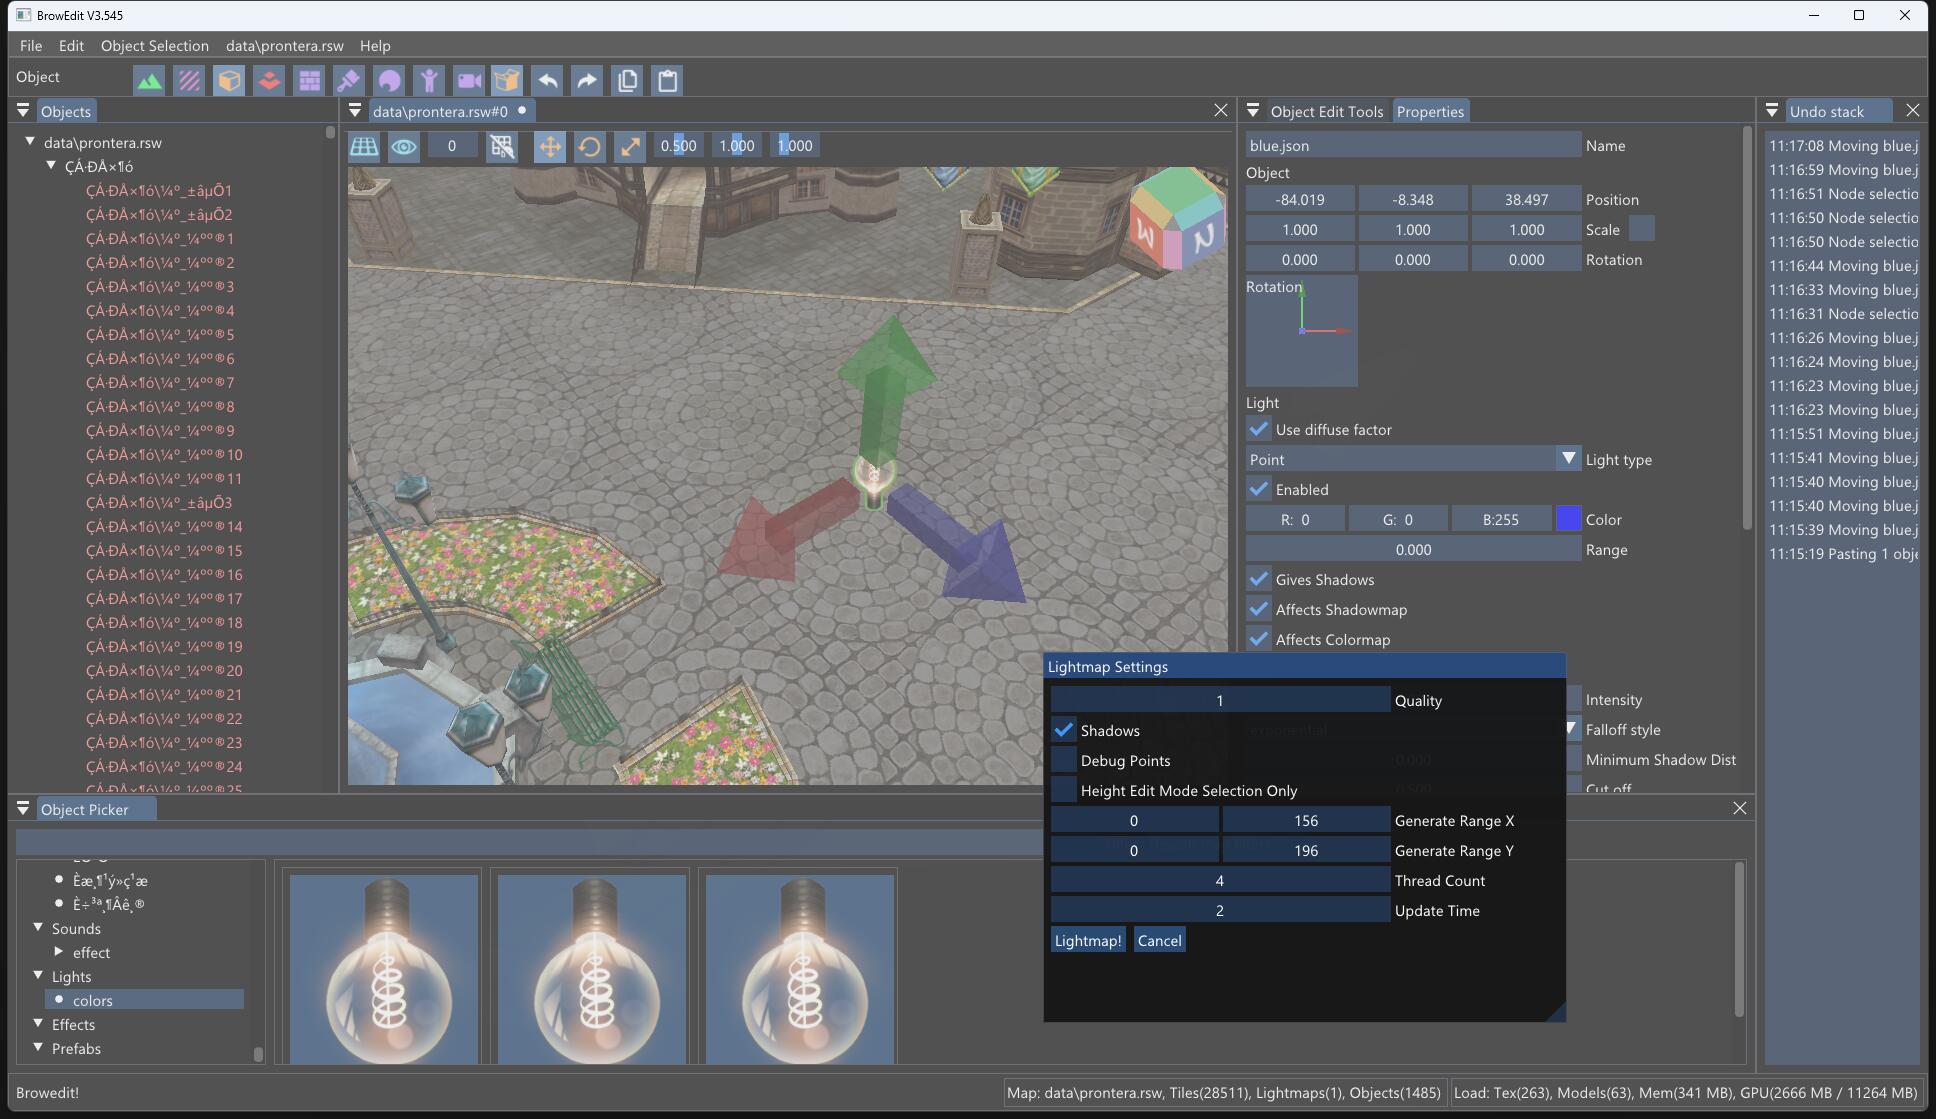 BrowEdit V3.545
File Edit Object Selection data\prontera.rsw Help
Object
Objects
data\prontera.rsw
ÇÁ·ÐÅ×¶ó
ÇÁ·ÐÅ×¶ó\¼º_±âµÕ1
ÇÁ·ÐÅ×¶ó\¼º_±âµÕ2
ÇÁ·ÐÅ×¶ó\¼º_¼ºº®1
ÇÁ·ÐÅ×¶ó\¼º_¼ºº®2
ÇÁ·ÐÅ×¶ó\¼º_¼ºº®3
ÇÁ·ÐÅ×¶ó\¼º_¼ºº®4
ÇÁ·ÐÅ×¶ó\¼º_¼ºº®5
ÇÁ·ÐÅ×¶ó\¼º_¼ºº®6
ÇÁ·ÐÅ×¶ó\¼º_¼ºº®7
ÇÁ·ÐÅ×¶ó\¼º_¼ºº®8
ÇÁ·ÐÅ×¶ó\¼º_¼ºº®9
ÇÁ·ÐÅ×¶ó\¼º_¼ºº®10
ÇÁ·ÐÅ×¶ó\¼º_¼ºº®11
ÇÁ·ÐÅ×¶ó\¼º_±âµÕ3
ÇÁ·ÐÅ×¶ó\¼º_¼ºº®14
ÇÁ·ÐÅ×¶ó\¼º_¼ºº®15
ÇÁ·ÐÅ×¶ó\¼º_¼ºº®16
ÇÁ·ÐÅ×¶ó\¼º_¼ºº®17
ÇÁ·ÐÅ×¶ó\¼º_¼ºº®18
ÇÁ·ÐÅ×¶ó\¼º_¼ºº®19
ÇÁ·ÐÅ×¶ó\¼º_¼ºº®20
ÇÁ·ÐÅ×¶ó\¼º_¼ºº®21
ÇÁ·ÐÅ×¶ó\¼º_¼ºº®22
ÇÁ·ÐÅ×¶ó\¼º_¼ºº®23
ÇÁ·ÐÅ×¶ó\¼º_¼ºº®24
ÇÁ·ÐÅ×¶ó\¼º_¼ºº®25
data\prontera.rsw#0
0 0.500 1.000 1.000
W N
Object Edit Tools Properties
blue.json Name
Object
-84.019 -8.348 38.497 Position
1.000 1.000 1.000 Scale
0.000 0.000 0.000 Rotation
Rotation
Light
Use diffuse factor
Point Light type
Enabled
R: 0 G: 0 B:255 Color
0.000 Range
Gives Shadows
Affects Shadowmap
Affects Colormap
Intensity
exponential Falloff style
0.000 Minimum Shadow Dist
0.500 Cut off
Undo stack
11:17:08 Moving blue.j
11:16:59 Moving blue.j
11:16:51 Node selectio
11:16:50 Node selectio
11:16:50 Node selectio
11:16:44 Moving blue.j
11:16:33 Moving blue.j
11:16:31 Node selectio
11:16:26 Moving blue.j
11:16:24 Moving blue.j
11:16:23 Moving blue.j
11:16:23 Moving blue.j
11:15:51 Moving blue.j
11:15:41 Moving blue.j
11:15:40 Moving blue.j
11:15:40 Moving blue.j
11:15:39 Moving blue.j
11:15:19 Pasting 1 obje
Lightmap Settings
1 Quality
Shadows
Debug Points
Height Edit Mode Selection Only
0 156 Generate Range X
0 196 Generate Range Y
4 Thread Count
2 Update Time
Lightmap! Cancel
Object Picker
Èæ¸¶¹ý»ç¹æ
È÷³ª¸¶Âê¸®
Sounds
effect
Lights
colors
Effects
Prefabs
Browedit!
Map: data\prontera.rsw, Tiles(28511), Lightmaps(1), Objects(1485)
Load: Tex(263), Models(63), Mem(341 MB), GPU(2666 MB / 11264 MB)